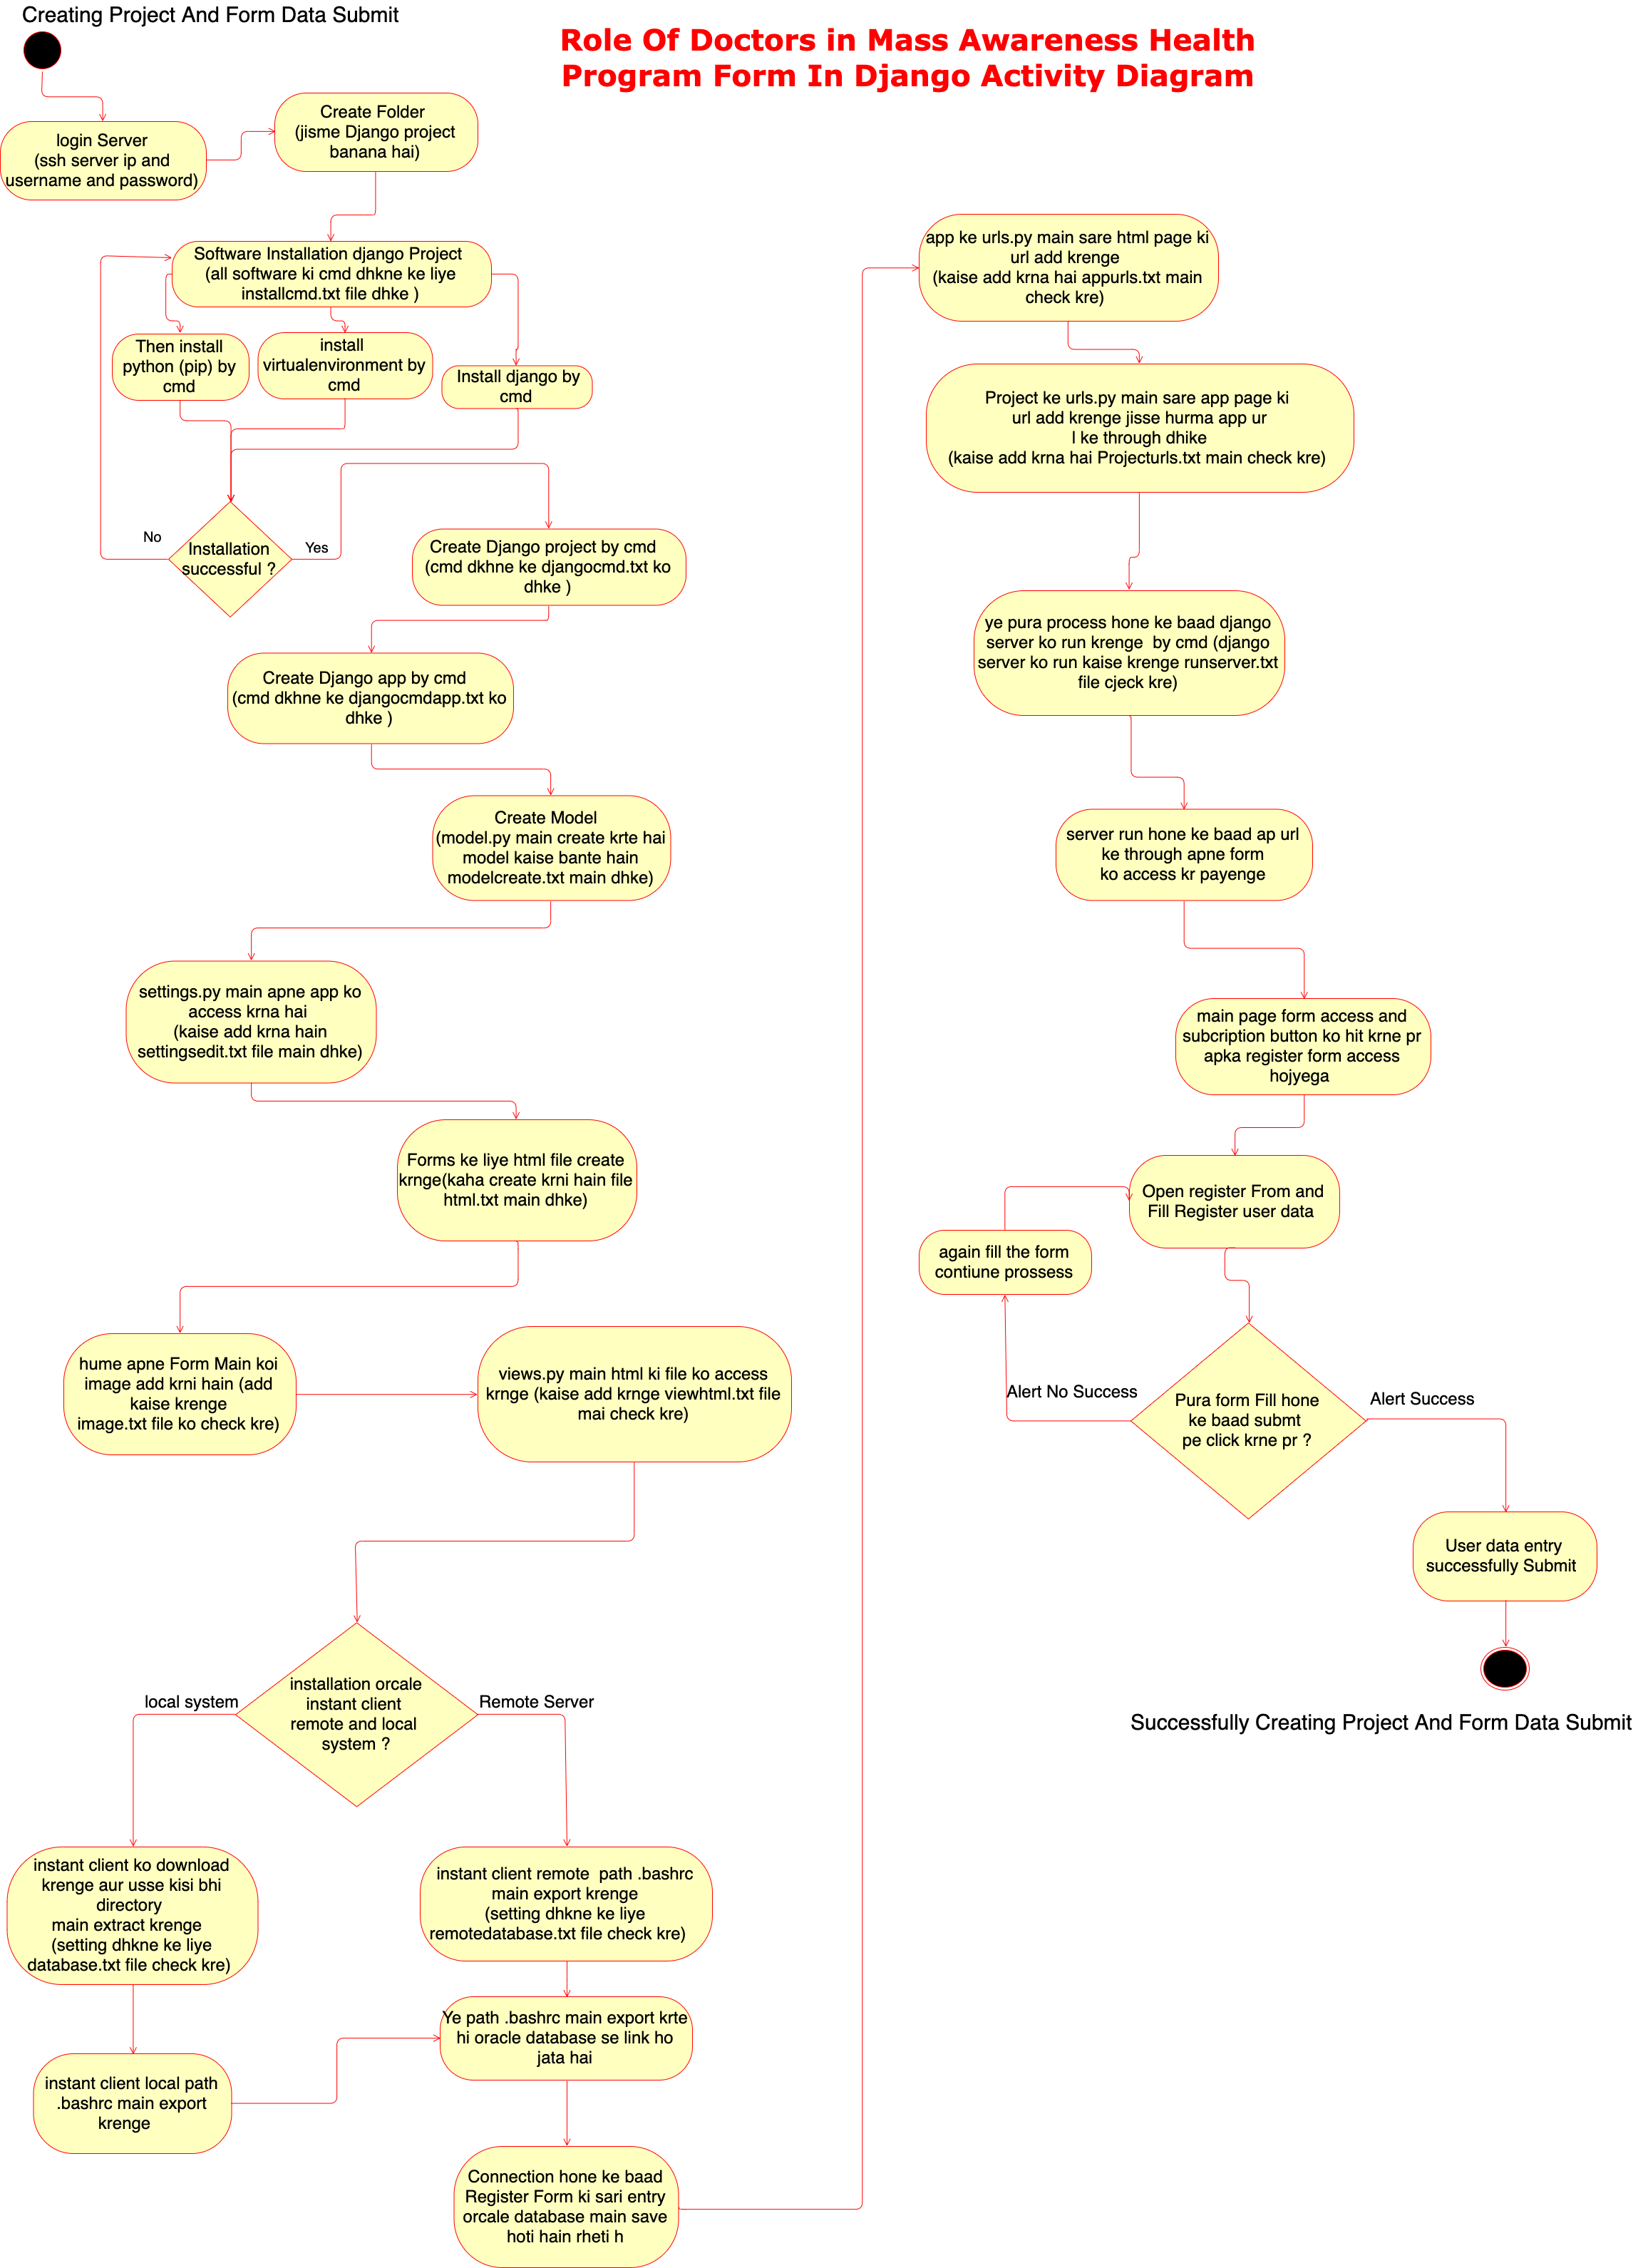 Creating Project And Form Data Submit
Role Of Doctors in Mass Awareness Health
Program Form In Django Activity Diagram
login Server
(ssh server ip and
username and password)
Create Folder
(jisme Django project
banana hai)
Software Installation django Project
(all software ki cmd dhkne ke liye
installcmd.txt file dhke )
Then install
python (pip) by
cmd
install
virtualenvironment by
cmd
Install django by
cmd
Installation
successful ?
No
Yes
Create Django project by cmd
(cmd dkhne ke djangocmd.txt ko
dhke )
Create Django app by cmd
(cmd dkhne ke djangocmdapp.txt ko
dhke )
Create Model
(model.py main create krte hai
model kaise bante hain
modelcreate.txt main dhke)
settings.py main apne app ko
access krna hai
(kaise add krna hain
settingsedit.txt file main dhke)
Forms ke liye html file create
krnge(kaha create krni hain file
html.txt main dhke)
hume apne Form Main koi
image add krni hain (add
kaise krenge
image.txt file ko check kre)
views.py main html ki file ko access
krnge (kaise add krnge viewhtml.txt file
mai check kre)
installation orcale
instant client
remote and local
system ?
local system
Remote Server
instant client ko download
krenge aur usse kisi bhi
directory
main extract krenge
(setting dhkne ke liye
database.txt file check kre)
instant client local path
.bashrc main export
krenge
instant client remote  path .bashrc
main export krenge
(setting dhkne ke liye
remotedatabase.txt file check kre)
Ye path .bashrc main export krte
hi oracle database se link ho
jata hai
Connection hone ke baad
Register Form ki sari entry
orcale database main save
hoti hain rheti h
app ke urls.py main sare html page ki
url add krenge
(kaise add krna hai appurls.txt main
check kre)
Project ke urls.py main sare app page ki
url add krenge jisse hurma app ur
l ke through dhike
(kaise add krna hai Projecturls.txt main check kre)
ye pura process hone ke baad django
server ko run krenge  by cmd (django
server ko run kaise krenge runserver.txt
file cjeck kre)
server run hone ke baad ap url
ke through apne form
ko access kr payenge
main page form access and
subcription button ko hit krne pr
apka register form access
hojyega
Open register From and
Fill Register user data
again fill the form
contiune prossess
Pura form Fill hone
ke baad submt
pe click krne pr ?
Alert No Success
Alert Success
User data entry
successfully Submit
Successfully Creating Project And Form Data Submit